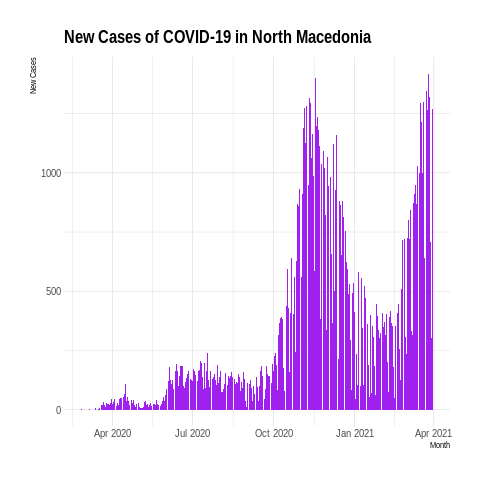 New Cases of COVID-19 in North Macedonia
New Cases
1000
500
0
Apr 2020 Jul 2020 Oct 2020 Jan 2021 Apr 2021
Month